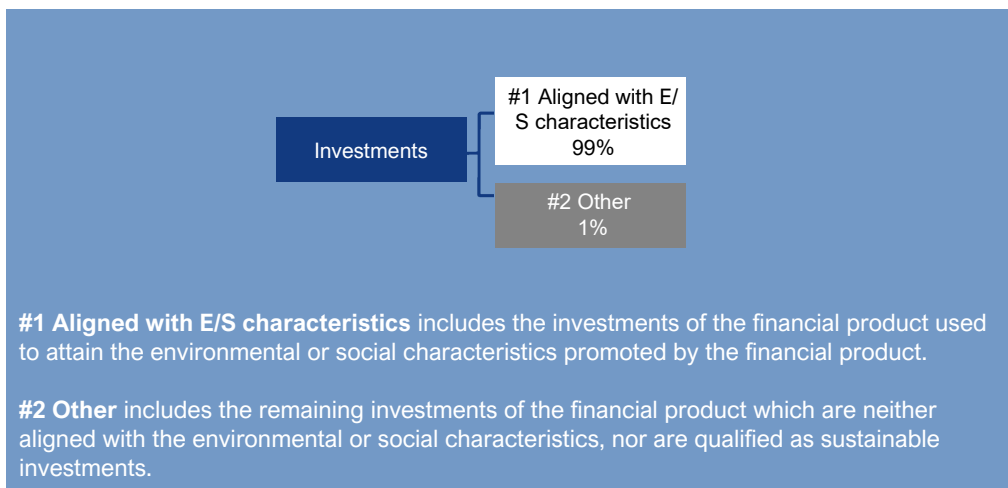 #1 Aligned with E/
S characteristics
99%
Investments
#2 Other
1%
#1 Aligned with E/S characteristics includes the investments of the financial product used
to attain the environmental or social characteristics promoted by the financial product.
#2 Other includes the remaining investments of the financial product which are neither
aligned with the environmental or social characteristics, nor are qualified as sustainable
investments.